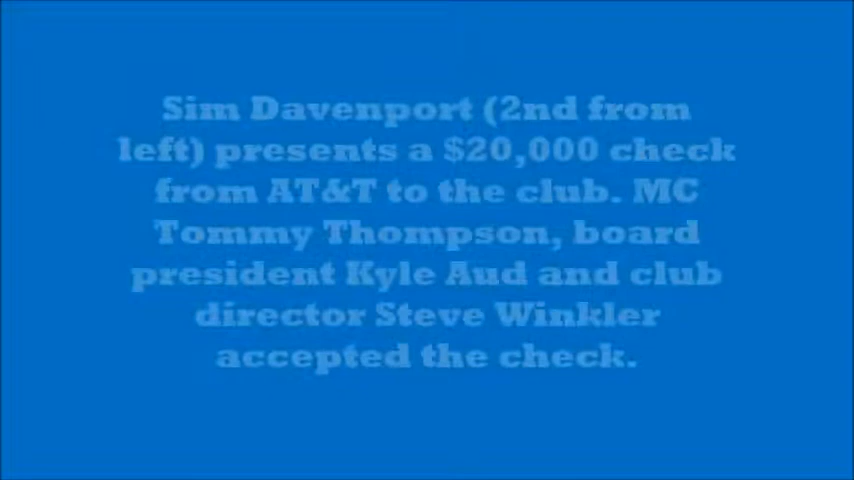 Sim Davenport (2nd from
left) presents a $20,000 check
from AT&T to the club. MC
Tommy Thompson, board
president Kyle Aud and club
director Steve Winkler
accepted the check.